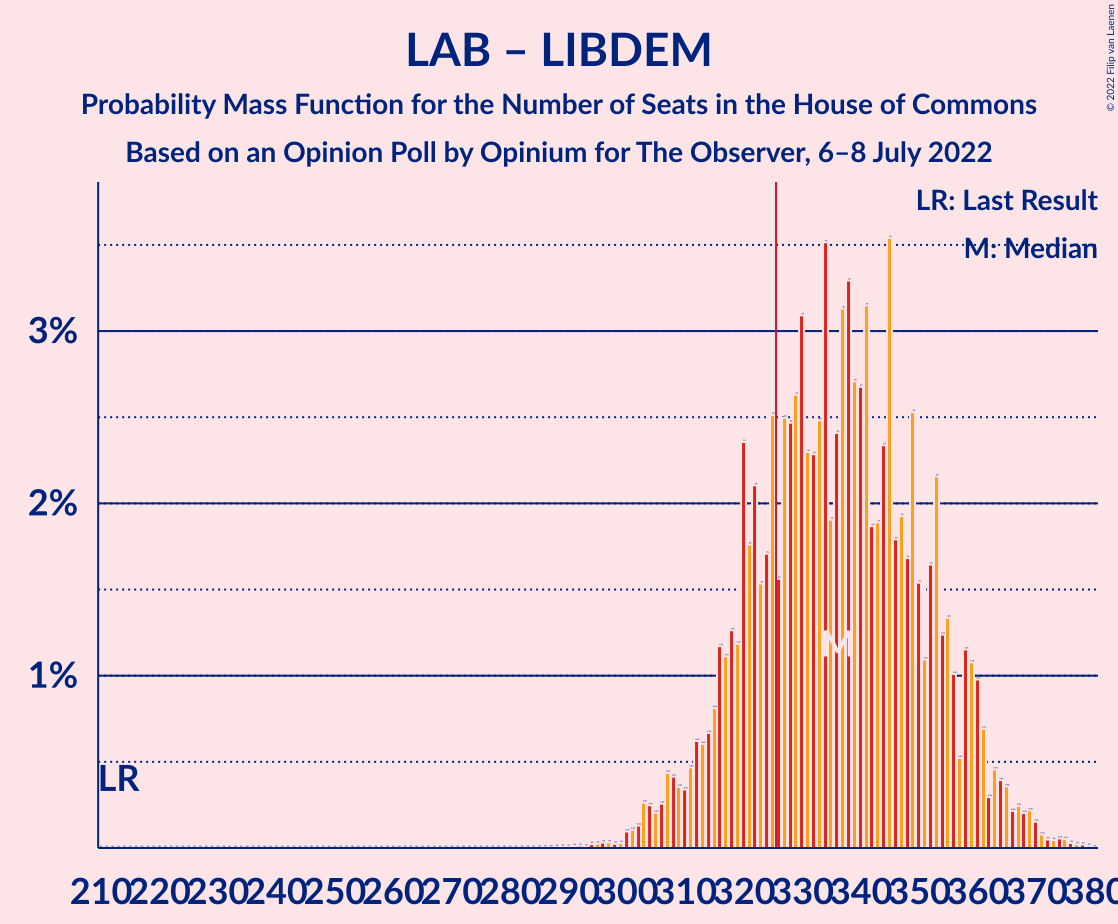 LAB – LIBDEM
Probability Mass Function for the Number of Seats in the House of Commons
Based on an Opinion Poll by Opinium for The Observer, 6–8 July 2022
© 2022 Filip van Laenen
LR: Last Result
M: Median
3%
2%
1%
M
LR
210 220 230 240 250 260 270 280 290 300 310 320 330 340 350 360 370 380